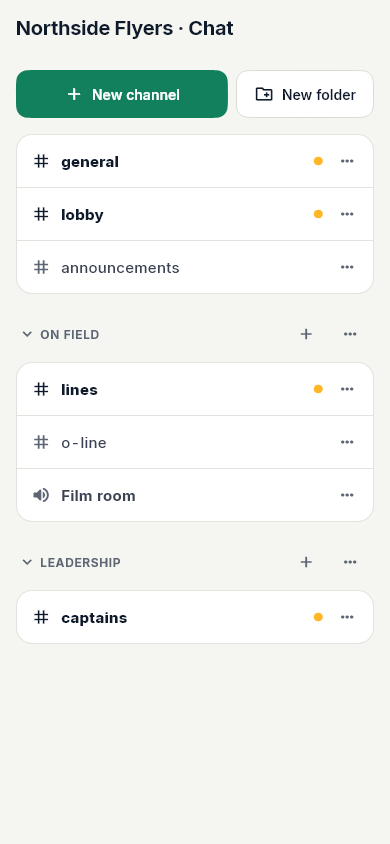 Northside Flyers · Chat
New channel
New folder
general
lobby
announcements
ON FIELD
lines
o-line
Film room
LEADERSHIP
captains